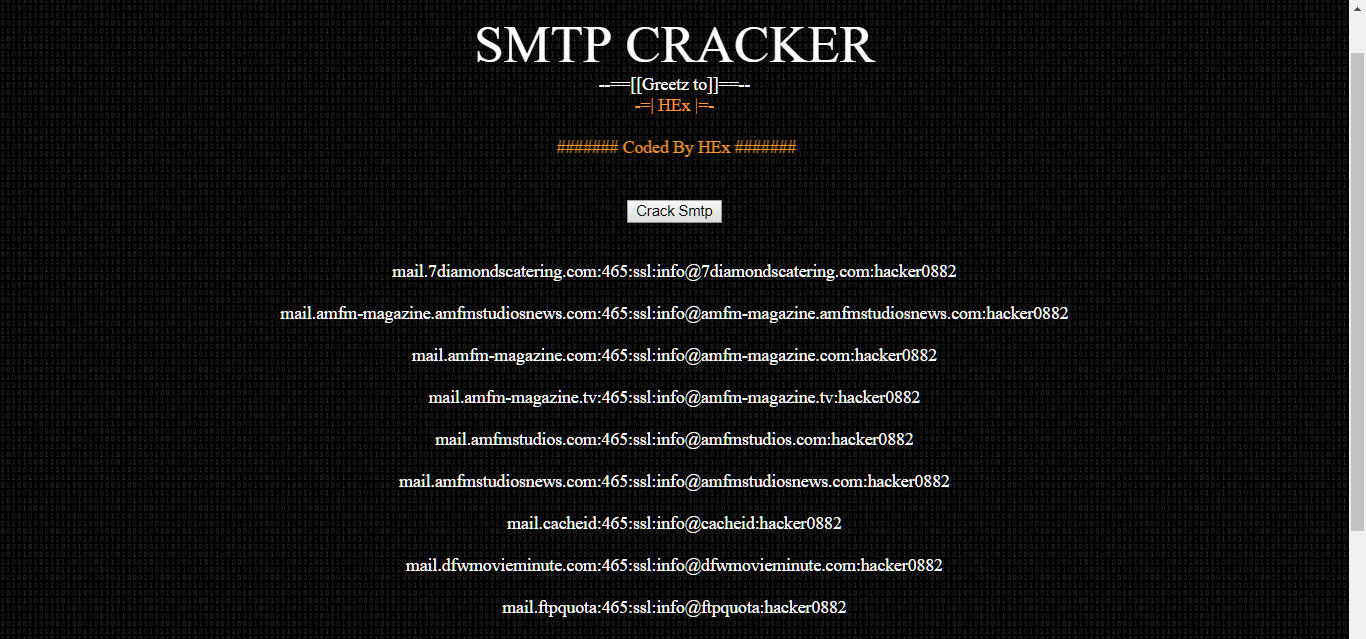 SMTP CRACKER
--==[[Greetz to]]==--
-=| HEx |=-
####### Coded By HEx #######
Crack Smtp
mail.7diamondscatering.com:465:ssl:info@7diamondscatering.com:hacker0882
mail.amfm-magazine.amfmstudiosnews.com:465:ssl:info@amfm-magazine.amfmstudiosnews.com:hacker0882
mail.amfm-magazine.com:465:ssl:info@amfm-magazine.com:hacker0882
mail.amfm-magazine.tv:465:ssl:info@amfm-magazine.tv:hacker0882
mail.amfmstudios.com:465:ssl:info@amfmstudios.com:hacker0882
mail.amfmstudiosnews.com:465:ssl:info@amfmstudiosnews.com:hacker0882
mail.cacheid:465:ssl:info@cacheid:hacker0882
mail.dfwmovieminute.com:465:ssl:info@dfwmovieminute.com:hacker0882
mail.ftpquota:465:ssl:info@ftpquota:hacker0882